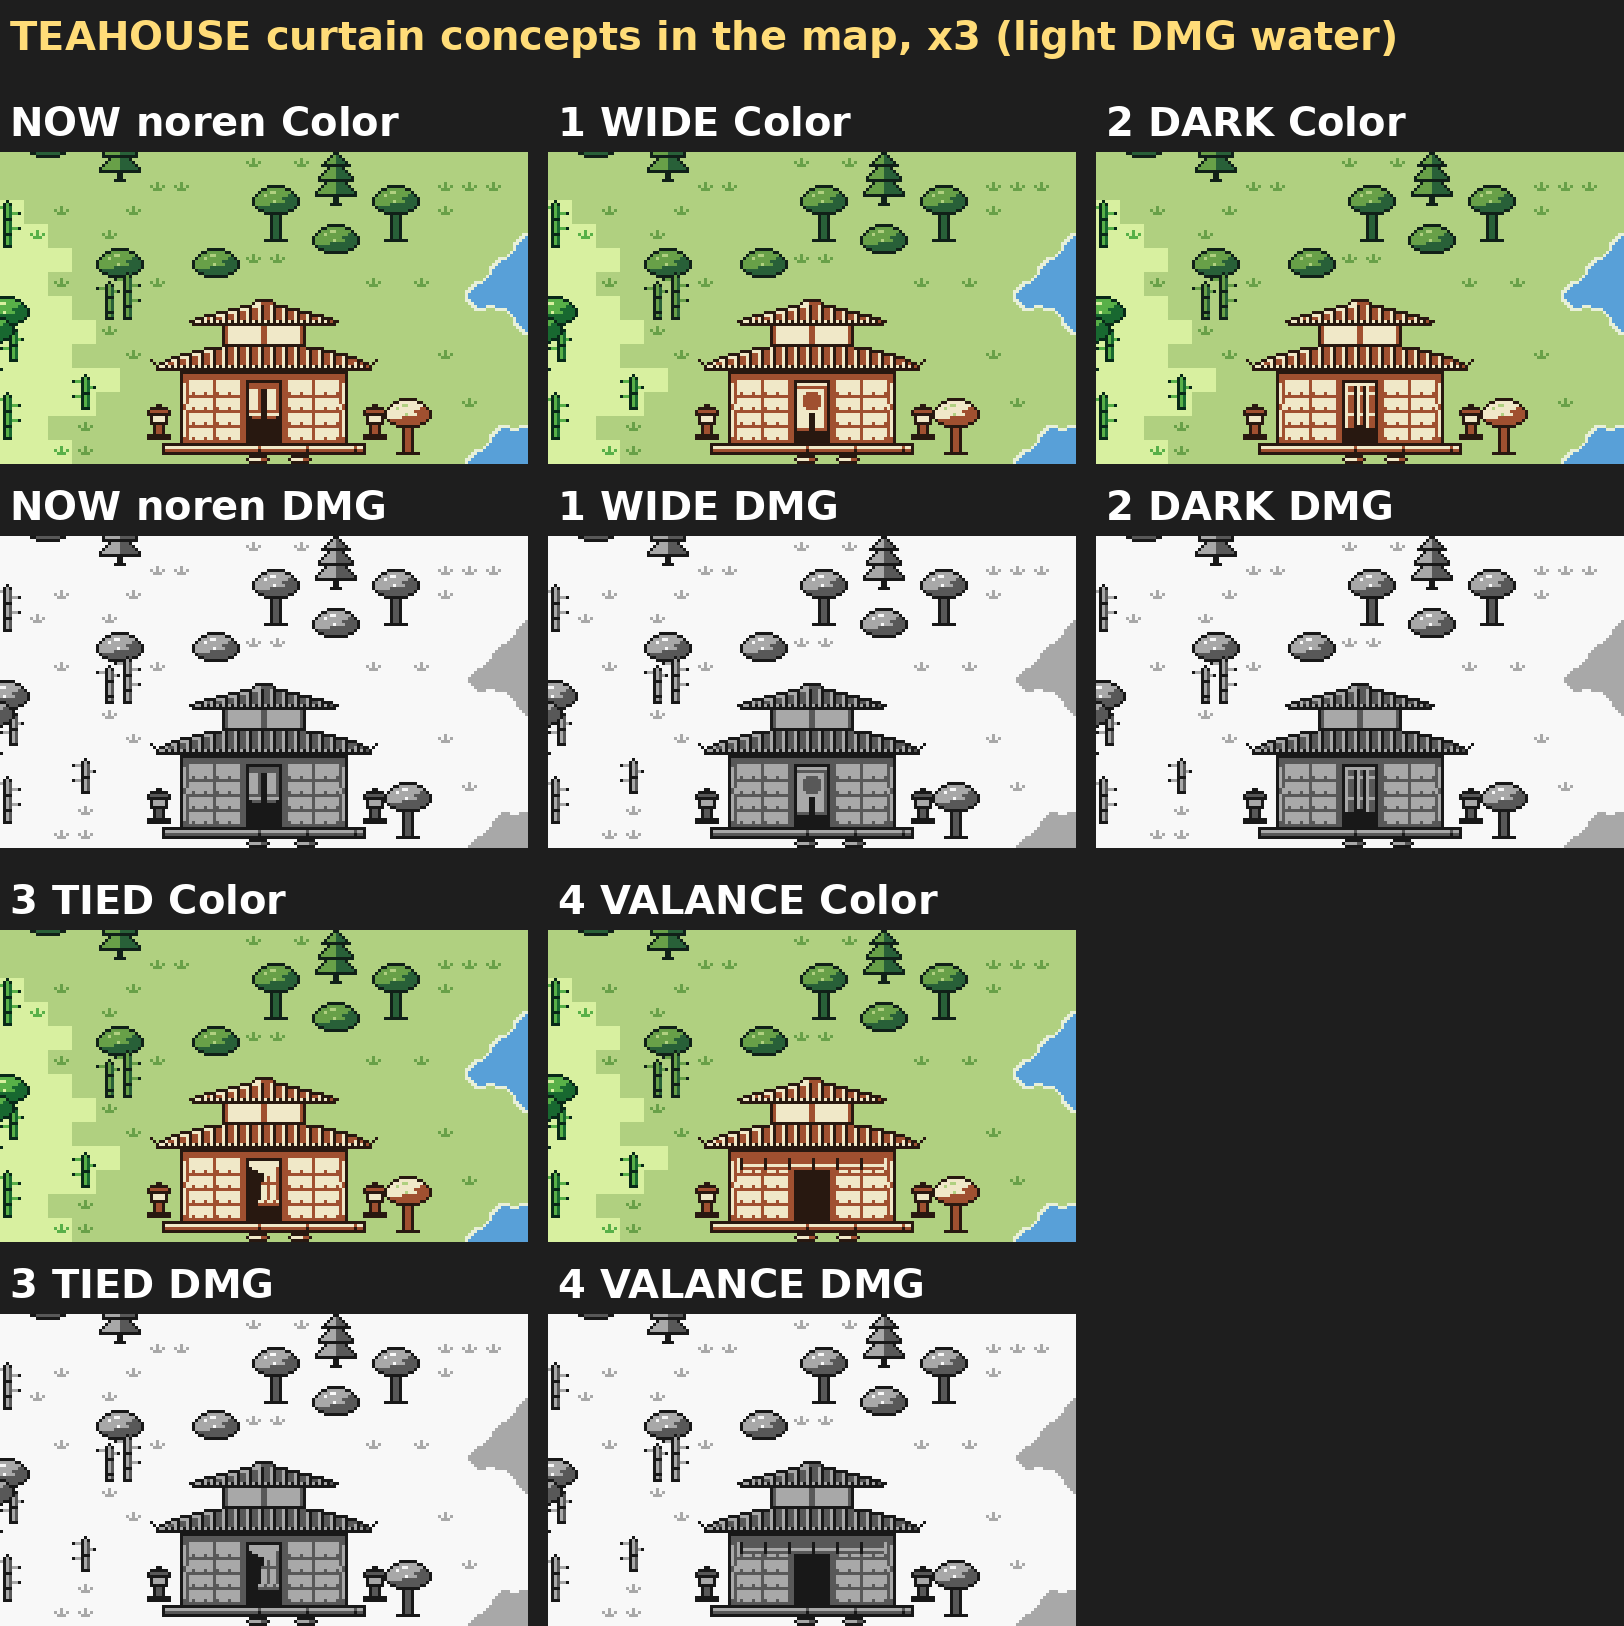 TEAHOUSE curtain concepts in the map, x3 (light DMG water)
NOW noren Color
1 WIDE Color
2 DARK Color
NOW noren DMG
1 WIDE DMG
2 DARK DMG
3 TIED Color
4 VALANCE Color
3 TIED DMG
4 VALANCE DMG